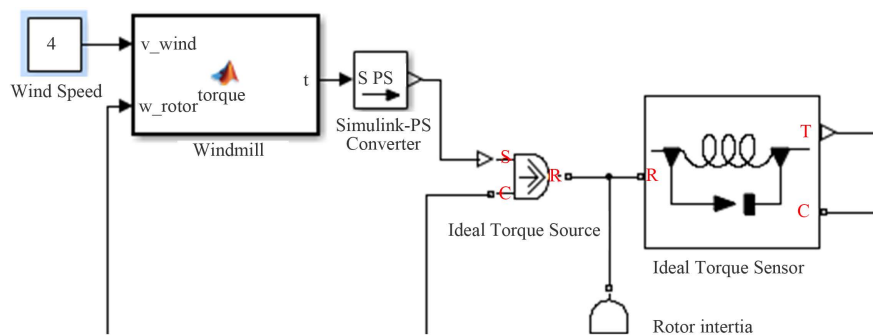 4
Wind Speed
v_wind
w_rotor
torque
t
Windmill
S PS
Simulink-PS
Converter
S
C
R
Ideal Torque Source
R
T
C
Ideal Torque Sensor
Rotor intertia